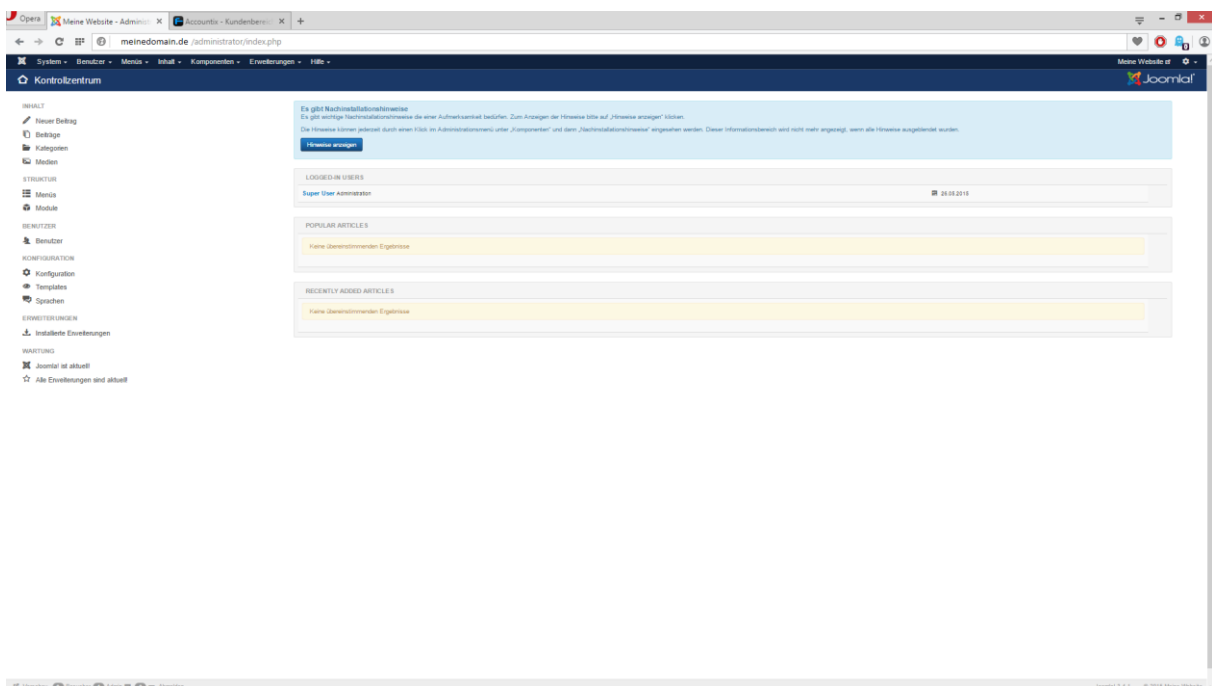 Opera
Meine Website - Adminis
Accountix - Kundenbereich
meinedomain.de /administrator/index.php
System Benutzer Menüs Inhalt Komponenten Erweiterungen Hilfe
Kontrollzentrum
Joomla!
INHALT
Neuer Beitrag
Beiträge
Kategorien
Medien
STRUKTUR
Menüs
Module
BENUTZER
Benutzer
KONFIGURATION
Konfiguration
Templates
Sprachen
ERWEITERUNGEN
Installierte Erweiterungen
WARTUNG
Joomla! ist aktuell!
Alle Erweiterungen sind aktuell!
Es gibt Nachinstallationshinweise
Es gibt wichtige Nachinstallationshinweise die einer Aufmerksamkeit bedürfen. Zum Anzeigen der Hinweise bitte auf „Hinweise anzeigen“ klicken.
Die Hinweise können jederzeit durch einen Klick im Administrationsmenü unter „Komponenten“ und dann „Nachinstallationshinweise“ eingesehen werden. Dieser Informationsbereich wird nicht mehr angezeigt, wenn alle Hinweise ausgeblendet wurden.
Hinweise anzeigen
LOGGED-IN USERS
Super User Administration 26.05.2015
POPULAR ARTICLES
Keine übereinstimmenden Ergebnisse
RECENTLY ADDED ARTICLES
Keine übereinstimmenden Ergebnisse